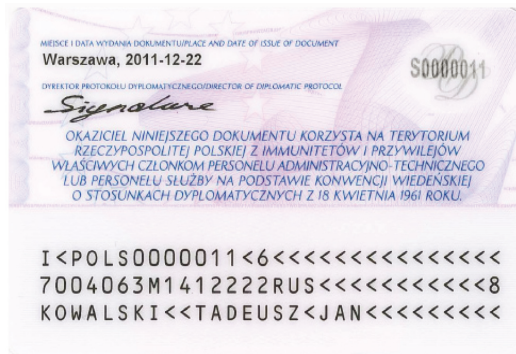 MIEJSCE I DATA WYDANIA DOKUMENTU/PLACE AND DATE OF ISSUE OF DOCUMENT
Warszawa, 2011-12-22
S0000011
DYREKTOR PROTOKOŁU DYPLOMATYCZNEGO/DIRECTOR OF DIPLOMATIC PROTOCOL
Signature
OKAZICIEL NINIEJSZEGO DOKUMENTU KORZYSTA NA TERYTORIUM
RZECZYPOSPOLITEJ POLSKIEJ Z IMMUNITETÓW I PRZYWILEJÓW
WŁAŚCIWYCH CZŁONKOM PERSONELU ADMINISTRACYJNO-TECHNICZNEGO
LUB PERSONELU SŁUŻBY NA PODSTAWIE KONWENCJI WIEDEŃSKIEJ
O STOSUNKACH DYPLOMATYCZNYCH Z 18 KWIETNIA 1961 ROKU.
I<POLS0000011<6<<<<<<<<<<<<<<<
7004063M1412222RUS<<<<<<<<<<<8
KOWALSKI<<TADEUSZ<JAN<<<<<<<<<